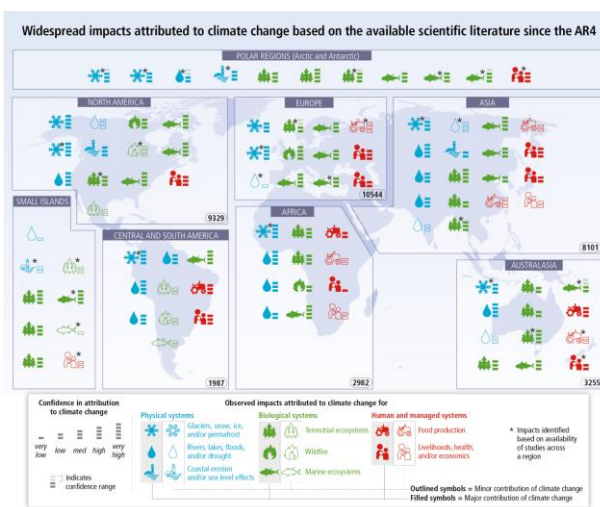 Widespread impacts attributed to climate change based on the available scientific literature since the AR4
POLAR REGIONS (Arctic and Antarctic)
NORTH AMERICA
EUROPE
ASIA
9329
10544
8101
SMALL ISLANDS
CENTRAL AND SOUTH AMERICA
AFRICA
AUSTRALASIA
1987
2982
3255
Confidence in attribution
to climate change
very
low
low
med
high
very
high
indicates
confidence range
Observed impacts attributed to climate change for
Physical systems
Glaciers, snow, ice,
and/or permafrost
Rivers, lakes, floods,
and/or drought
Coastal erosion
and/or sea level effects
Biological systems
Terrestrial ecosystems
Wildfire
Marine ecosystems
Human and managed systems
Food production
Livelihoods, health,
and/or economics
* Impacts identified
based on availability
of studies across
a region
Outlined symbols = Minor contribution of climate change
Filled symbols = Major contribution of climate change